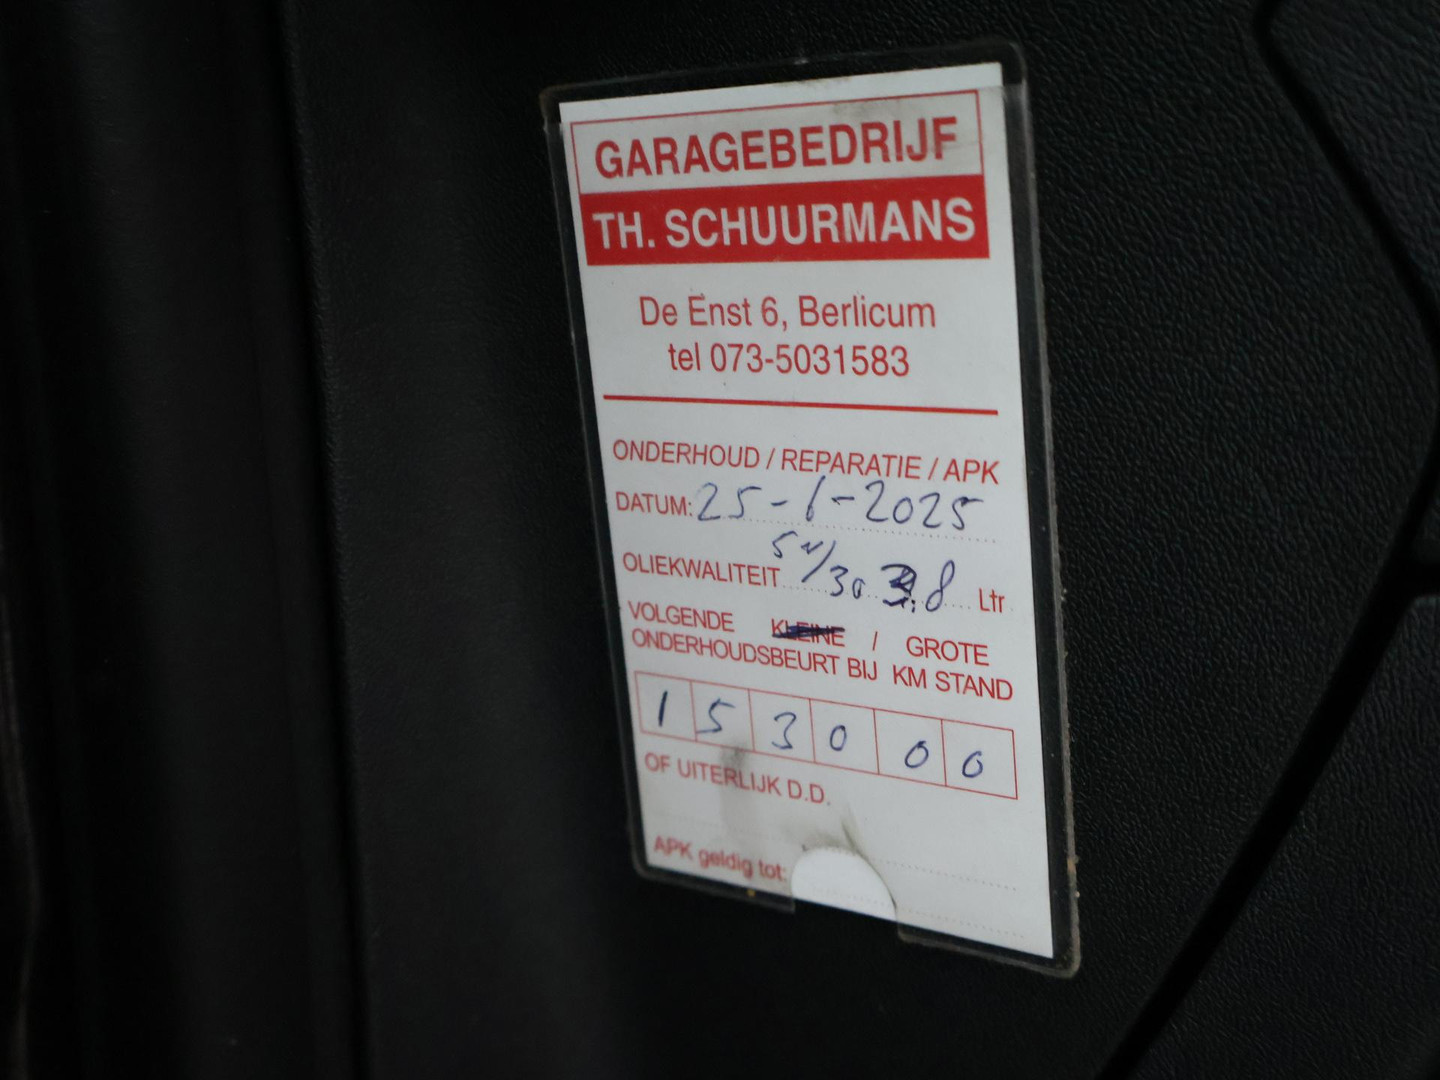 GARAGEBEDRIJF
TH. SCHUURMANS
De Enst 6, Berlicum
tel 073-5031583
ONDERHOUD / REPARATIE / APK
DATUM: 25-6-2025
OLIEKWALITEIT 5W/30 3.8 Ltr
VOLGENDE KLEINE / GROTE
ONDERHOUDSBEURT BIJ KM STAND
153000
OF UITERLIJK D.D.
APK geldig tot: